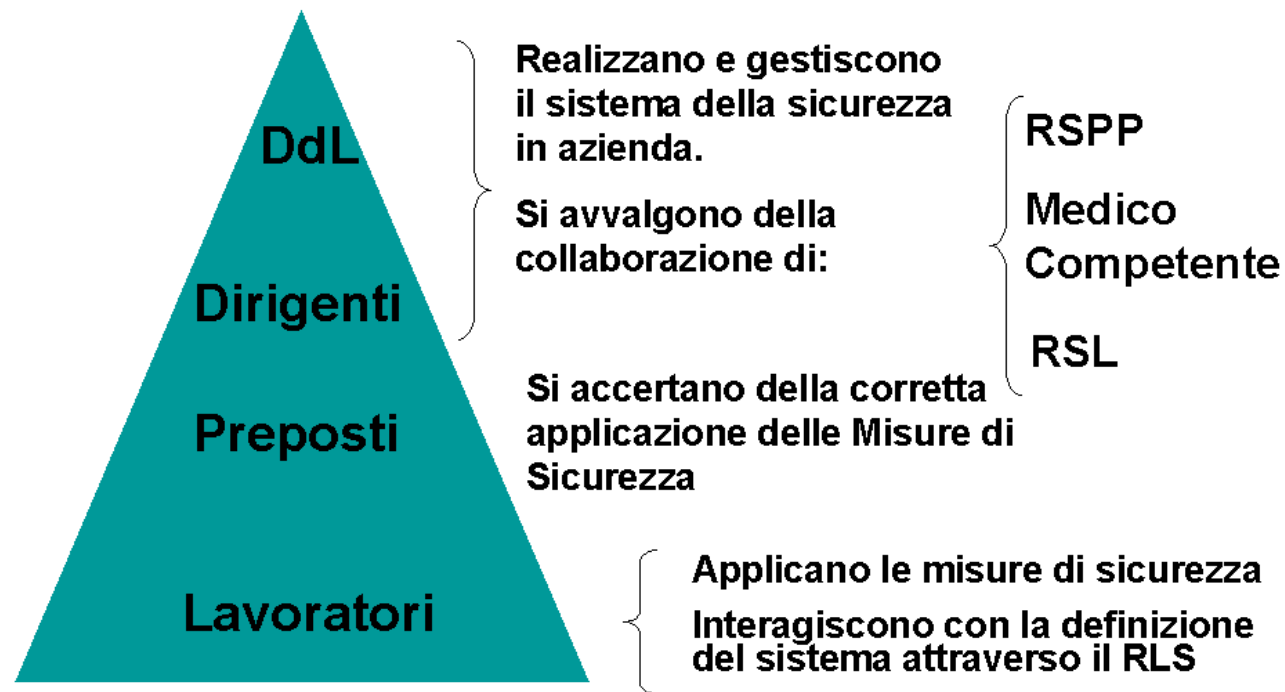 DdL
Dirigenti
Preposti
Lavoratori
Realizzano e gestiscono
il sistema della sicurezza
in azienda.
Si avvalgono della
collaborazione di:
RSPP
Medico
Competente
RSL
Si accertano della corretta
applicazione delle Misure di
Sicurezza
Applicano le misure di sicurezza
Interagiscono con la definizione
del sistema attraverso il RLS